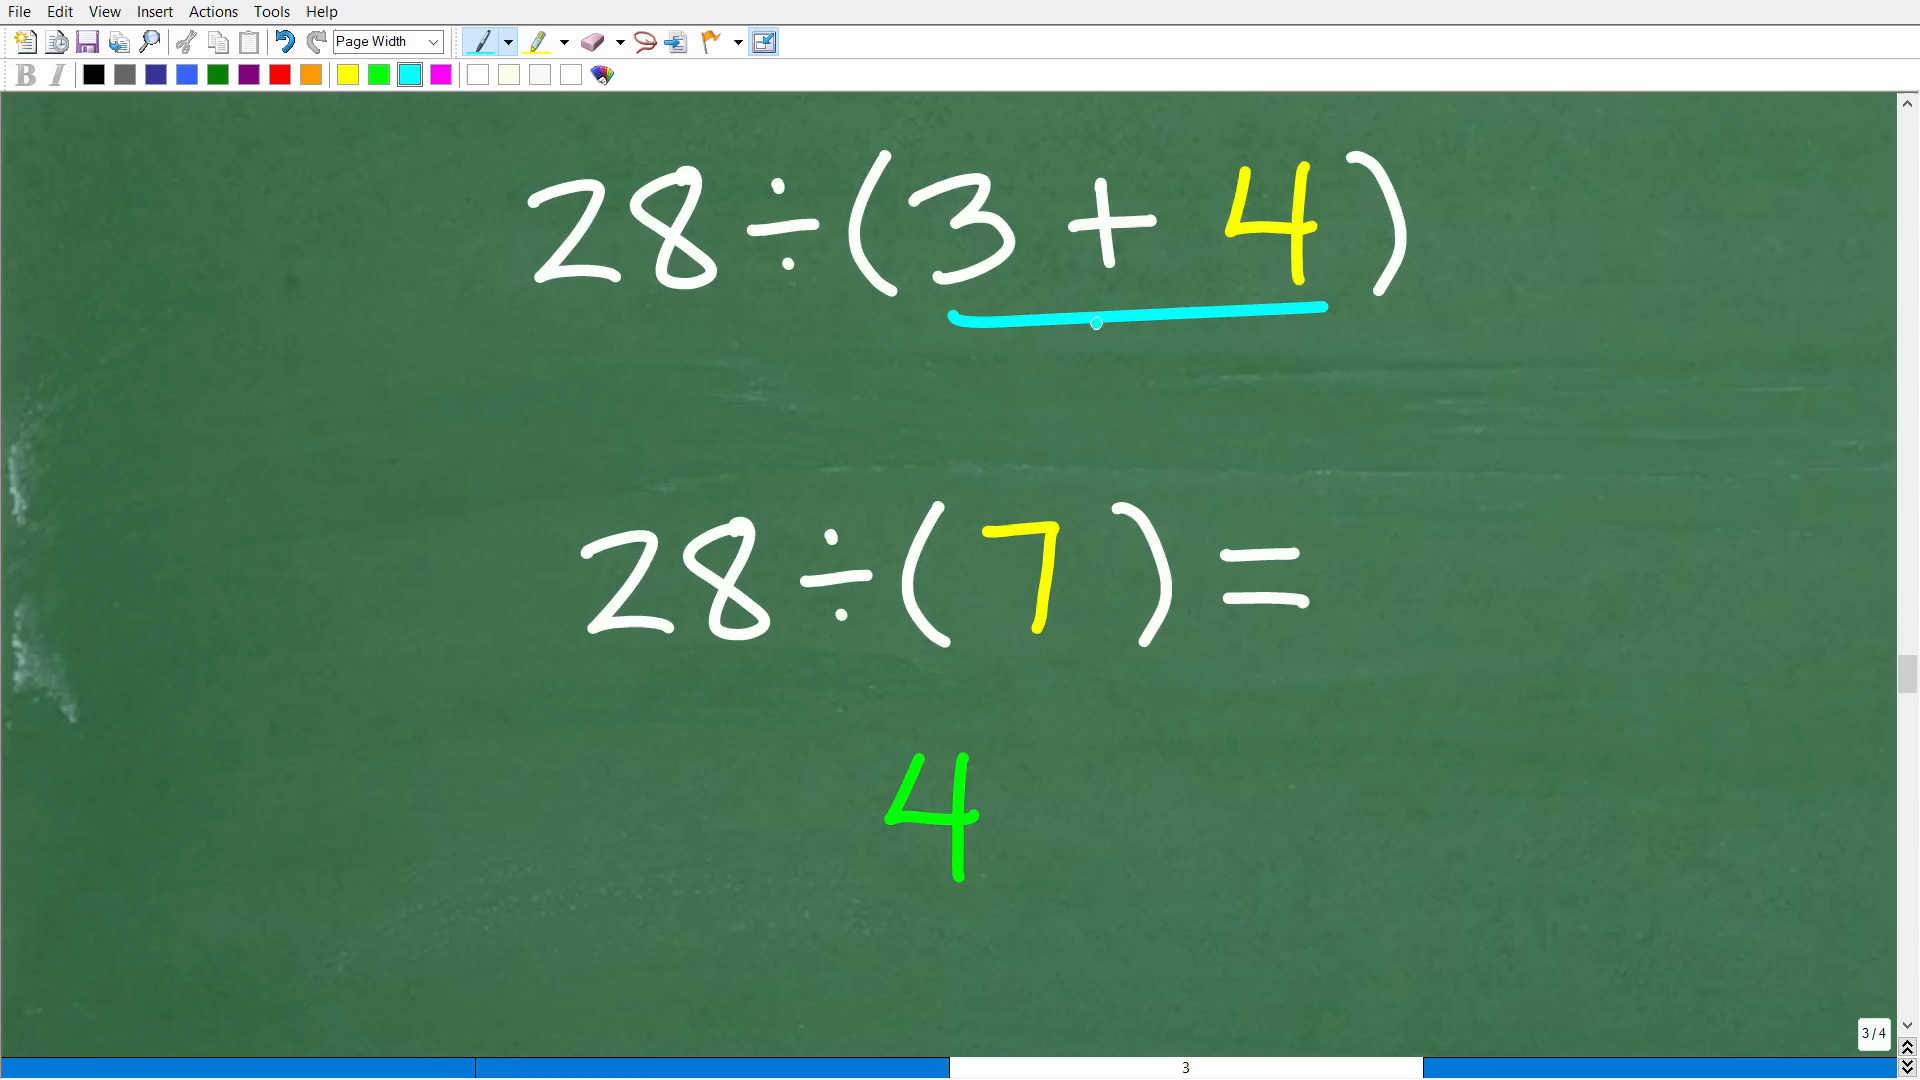 File Edit View Insert Actions Tools Help
Page Width
B I
28 ÷ (3 + 4)
28 ÷ (7) =
4
3 / 4
3